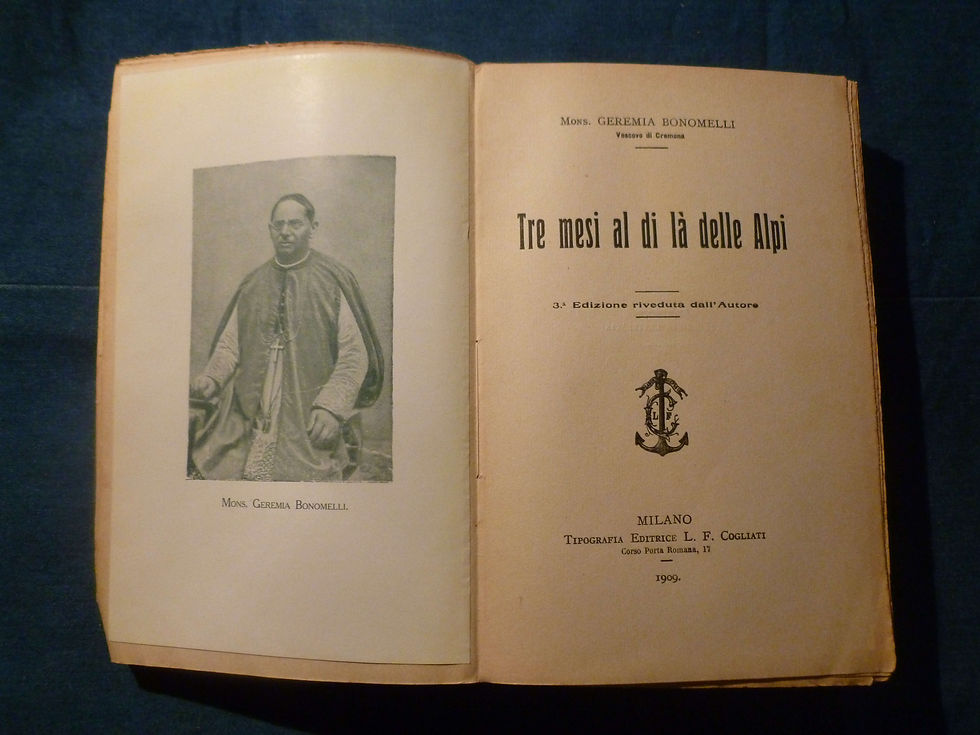 Mons. Geremia Bonomelli.
Mons. GEREMIA BONOMELLI
Vescovo di Cremona
Tre mesi al di là delle Alpi
3.ª Edizione riveduta dall'Autore
L F
MILANO
Tipografia Editrice L. F. Cogliati
Corso Porta Romana, 17
1909.